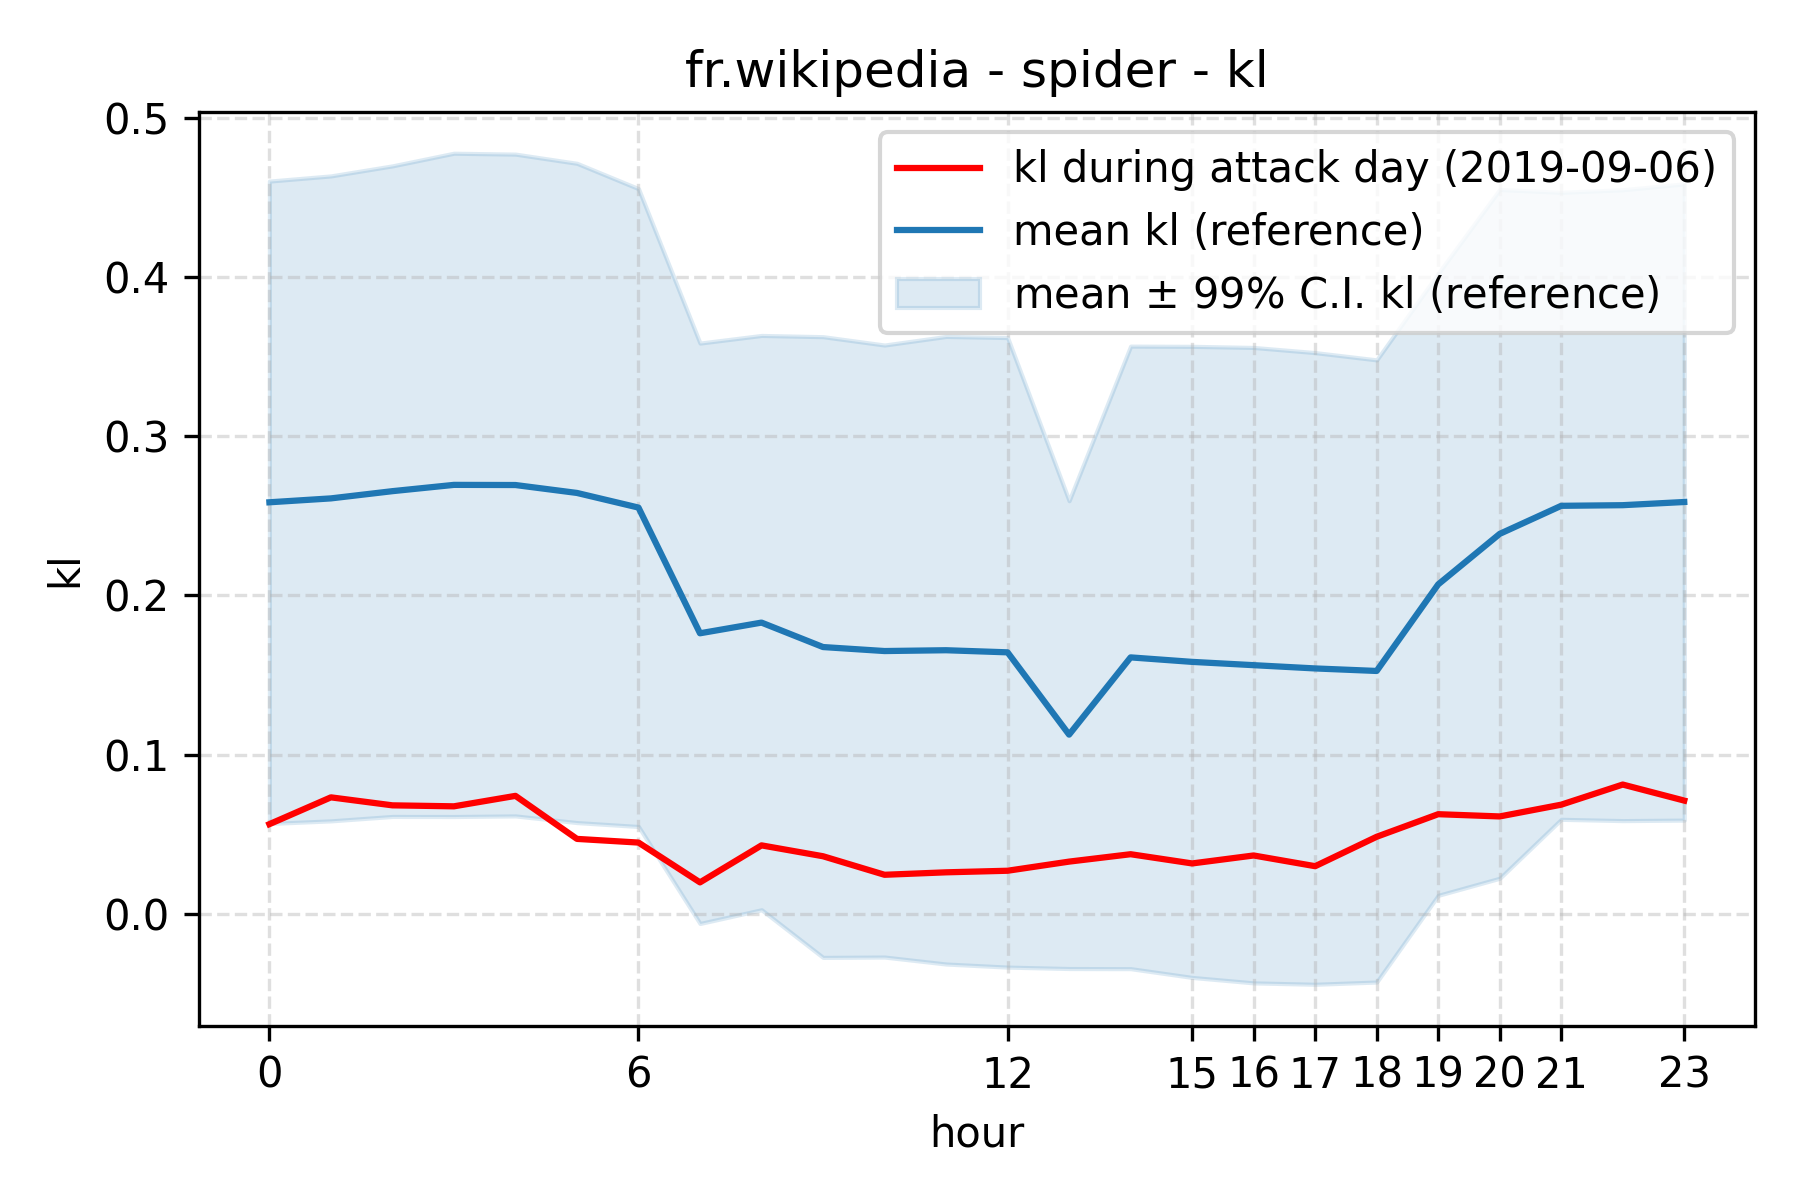 fr.wikipedia - spider - kl
kl during attack day (2019-09-06)
mean kl (reference)
mean ± 99% C.I. kl (reference)
0.5
0.4
0.3
0.2
0.1
0.0
kl
0 6 12 15 16 17 18 19 20 21 23
hour